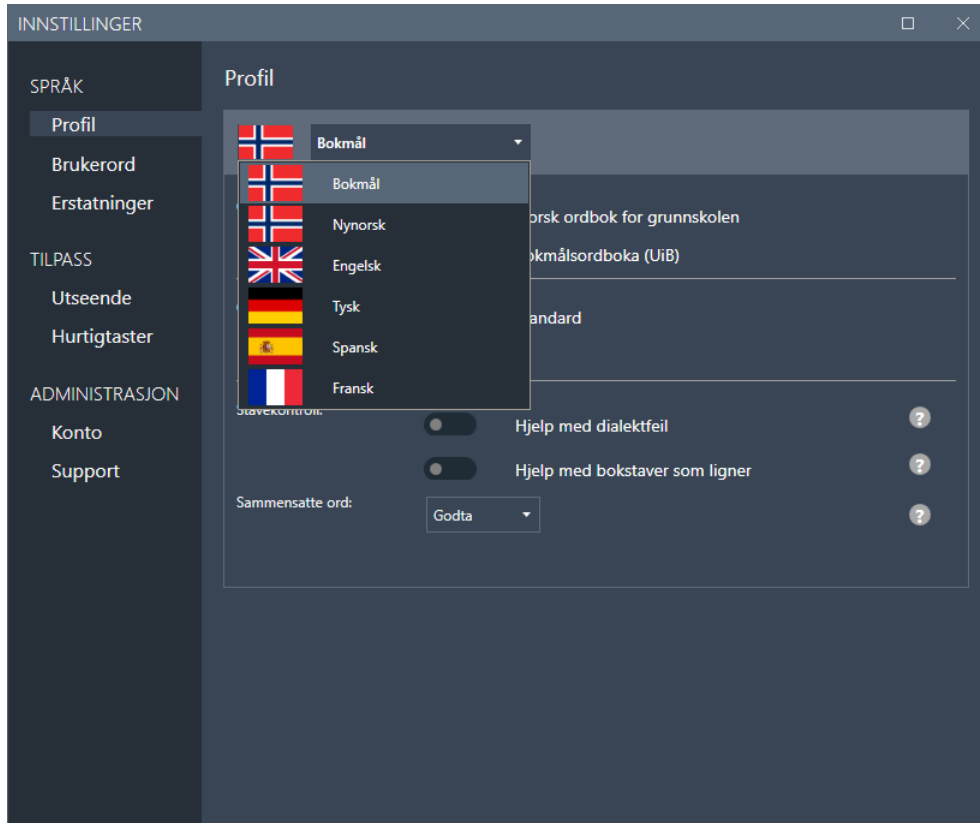 INNSTILLINGER
SPRÅK
Profil
Brukerord
Erstatninger
TILPASS
Utseende
Hurtigtaster
ADMINISTRASJON
Konto
Support
Profil
Bokmål
Bokmål
Nynorsk
Engelsk
Tysk
Spansk
Fransk
orsk ordbok for grunnskolen
okmålsordboka (UiB)
andard
Stavekontroll:
Hjelp med dialektfeil
?
Hjelp med bokstaver som ligner
?
Sammensatte ord:
Godta
?